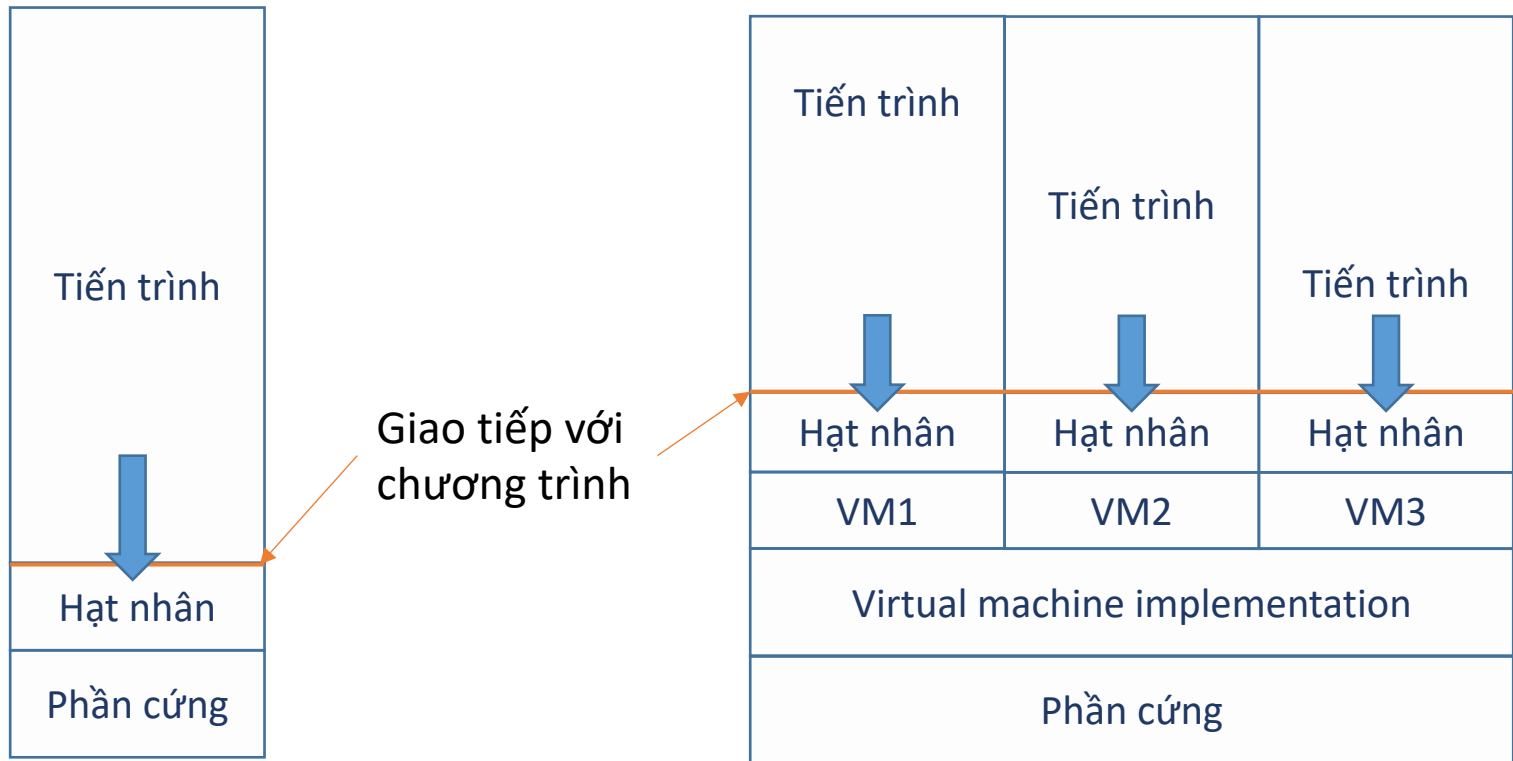 Tiến trình
Hạt nhân
Phần cứng
Giao tiếp với
chương trình
Tiến trình
Tiến trình
Tiến trình
Hạt nhân
Hạt nhân
Hạt nhân
VM1
VM2
VM3
Virtual machine implementation
Phần cứng